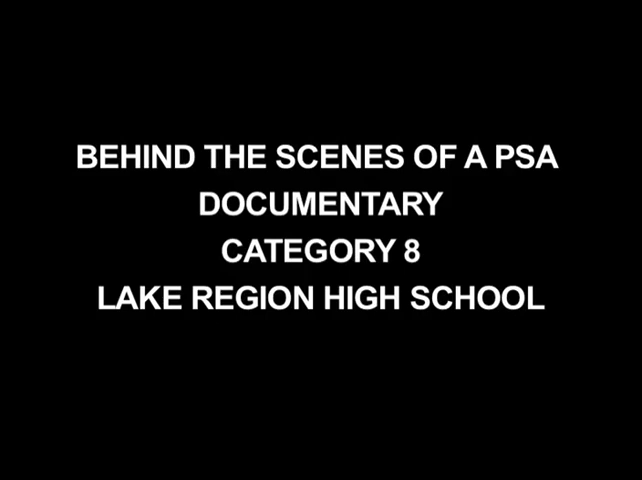 BEHIND THE SCENES OF A PSA
DOCUMENTARY
CATEGORY 8
LAKE REGION HIGH SCHOOL